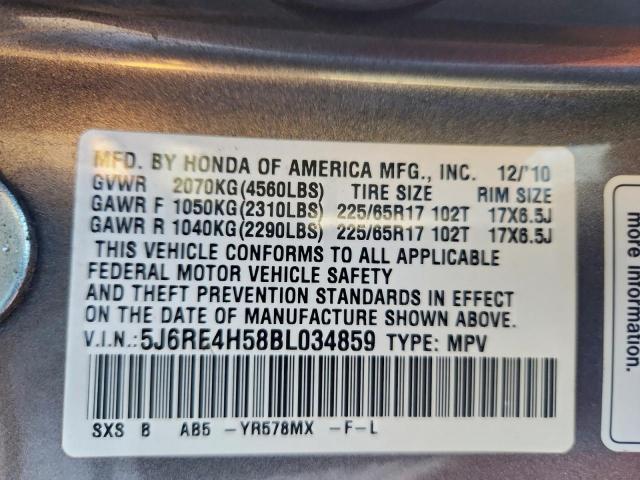 MFD. BY HONDA OF AMERICA MFG., INC. 12/'10
GVWR 2070KG(4560LBS) TIRE SIZE RIM SIZE
GAWR F 1050KG(2310LBS) 225/65R17 102T 17X6.5J
GAWR R 1040KG(2290LBS) 225/65R17 102T 17X6.5J
THIS VEHICLE CONFORMS TO ALL APPLICABLE
FEDERAL MOTOR VEHICLE SAFETY
AND THEFT PREVENTION STANDARDS IN EFFECT
ON THE DATE OF MANUFACTURE SHOWN ABOVE.
V.I.N.:5J6RE4H58BL034859 TYPE: MPV
SXS B AB5 -YR578MX -F-L